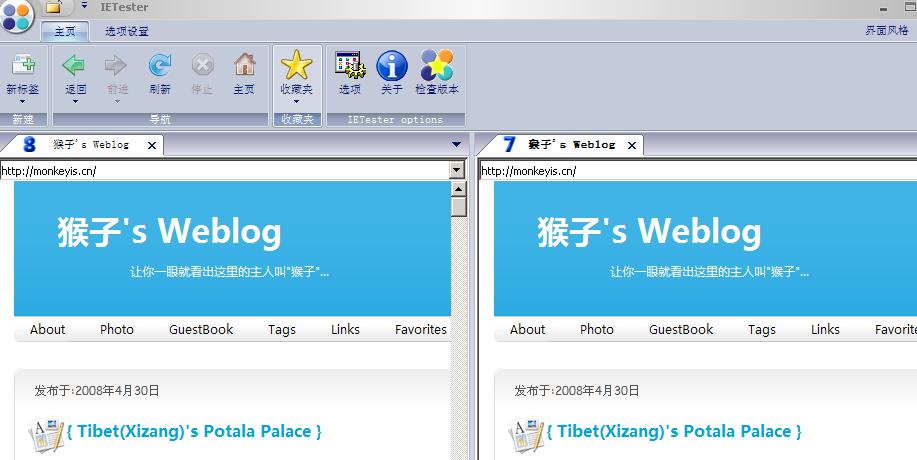 IETester
主页 选项设置 界面风格
新标签 返回 前进 刷新 停止 主页 收藏夹 选项 关于 检查版本
新建 导航 收藏夹 IETester options
8 猴子's Weblog 7 猴子's Weblog
http://monkeyis.cn/ http://monkeyis.cn/
猴子's Weblog
让你一眼就看出这里的主人叫"猴子"...
About Photo GuestBook Tags Links Favorites
发布于:2008年4月30日
{ Tibet(Xizang)'s Potala Palace }
猴子's Weblog
让你一眼就看出这里的主人叫"猴子"...
About Photo GuestBook Tags Links Favorite
发布于:2008年4月30日
{ Tibet(Xizang)'s Potala Palace }